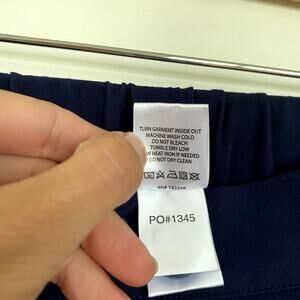 TURN GARMENT INSIDE OUT
MACHINE WASH COLD
DO NOT BLEACH
TUMBLE DRY LOW
IRON IF NEEDED
DO NOT DRY CLEAN
PO#1345